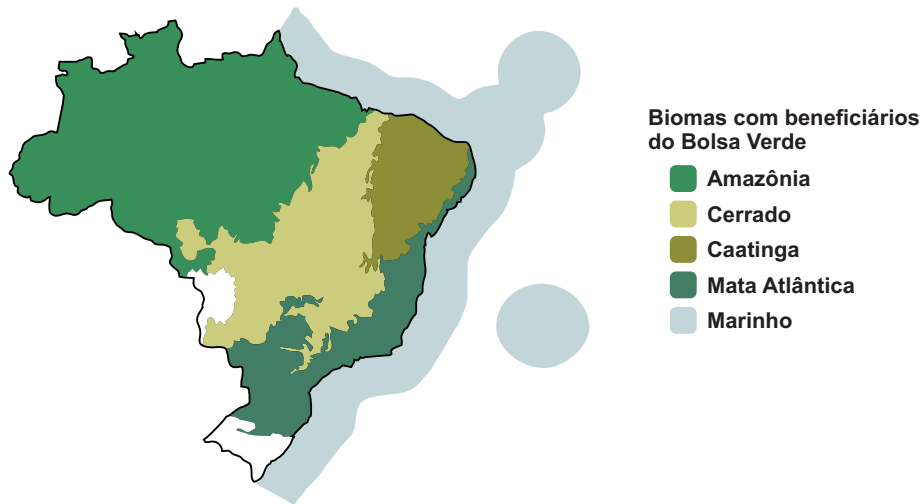 Biomas com beneficiários
do Bolsa Verde
Amazônia
Cerrado
Caatinga
Mata Atlântica
Marinho